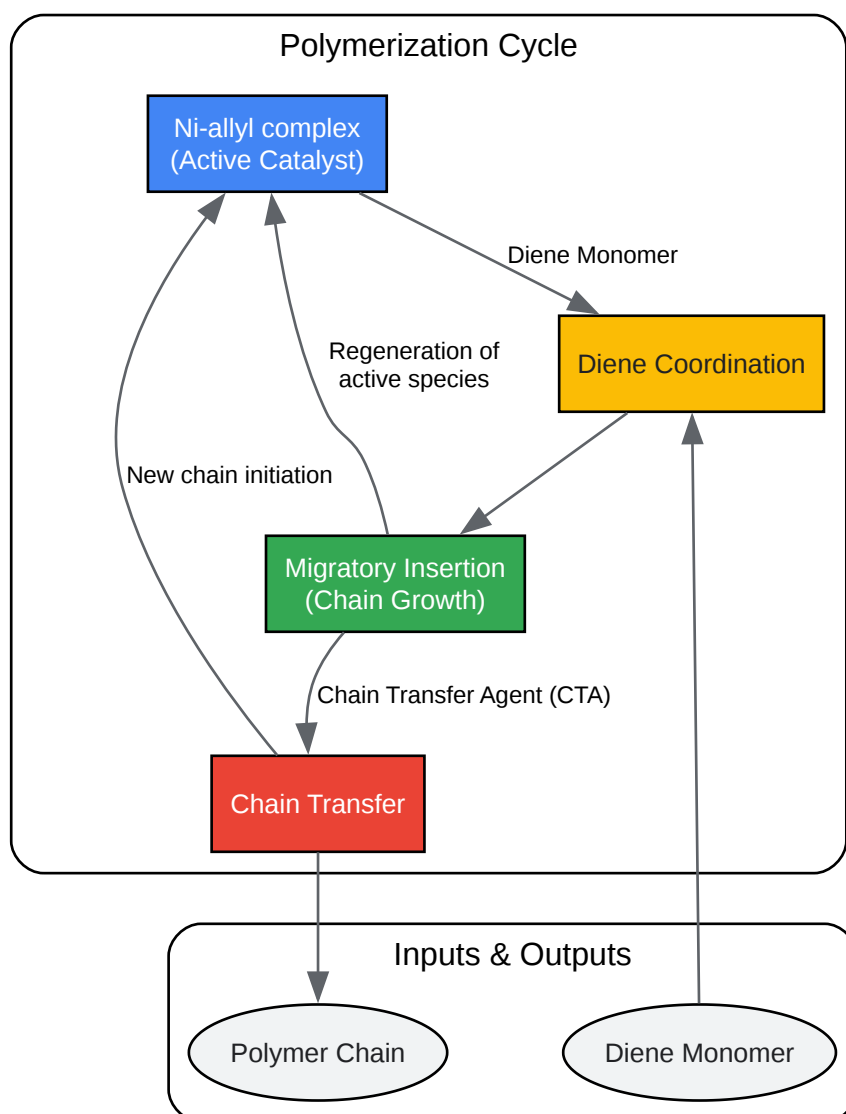 Polymerization Cycle
Ni-allyl complex
(Active Catalyst)
Diene Monomer
Diene Coordination
Regeneration of
active species
New chain initiation
Migratory Insertion
(Chain Growth)
Chain Transfer Agent (CTA)
Chain Transfer
Inputs & Outputs
Polymer Chain
Diene Monomer